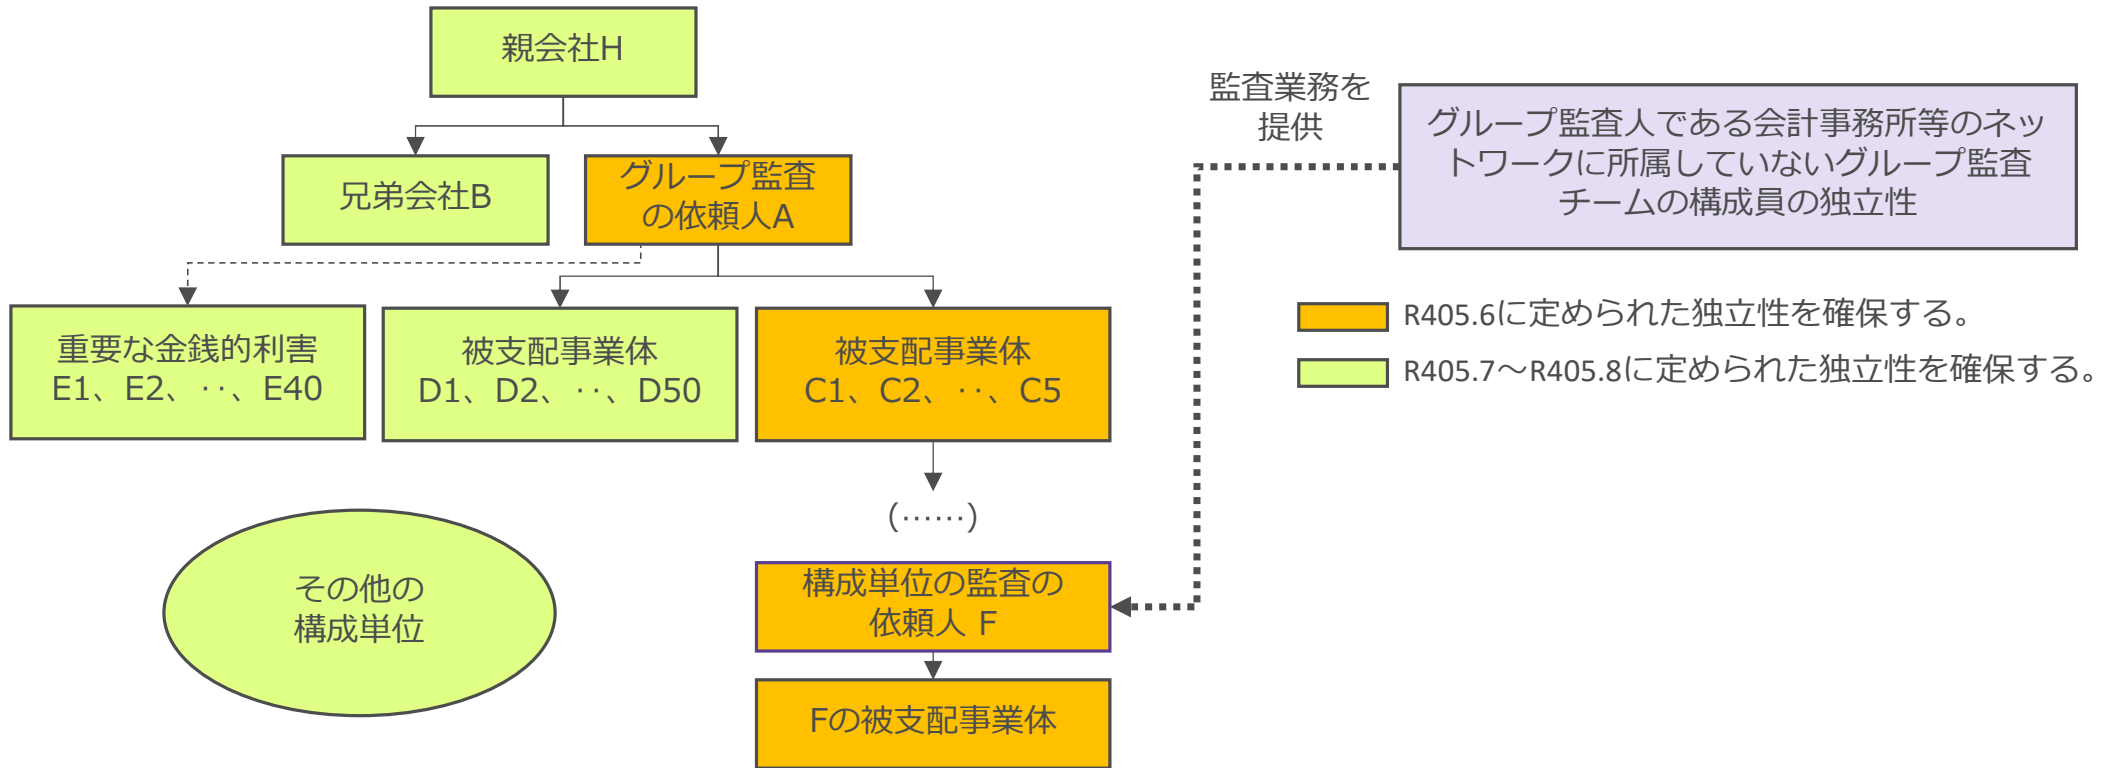 親会社H
監査業務を
提供
グループ監査人である会計事務所等のネッ
トワークに所属していないグループ監査
チームの構成員の独立性
兄弟会社B
グループ監査
の依頼人A
重要な金銭的利害
E1、E2、‥、E40
被支配事業体
D1、D2、‥、D50
被支配事業体
C1、C2、‥、C5
R405.6に定められた独立性を確保する。
R405.7～R405.8に定められた独立性を確保する。
(……)
その他の
構成単位
構成単位の監査の
依頼人 F
Fの被支配事業体